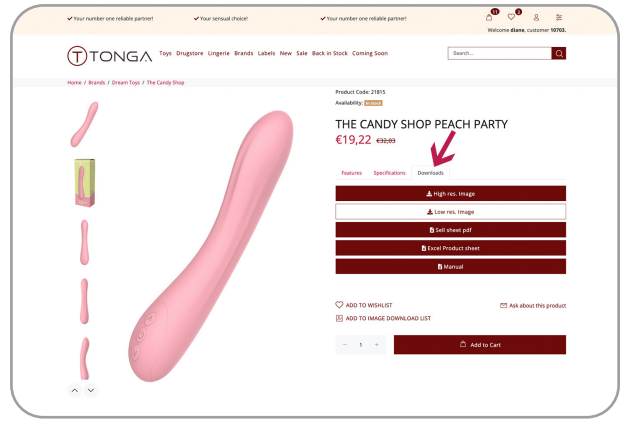 Your number one reliable partner!
Your sensual choice!
Your number one reliable partner!
11
2
Welcome diane, customer 10703.
TONGA
Toys Drugstore Lingerie Brands Labels New Sale Back in Stock Coming Soon
Search...
Home / Brands / Dream Toys / The Candy Shop
Product Code: 21815
Availability: In stock
THE CANDY SHOP PEACH PARTY
€19,22 €32,03
Features Specifications Downloads
High res. Image
Low res. Image
Sell sheet pdf
Excel Product sheet
Manual
ADD TO WISHLIST
Ask about this product
ADD TO IMAGE DOWNLOAD LIST
− 1 +
Add to Cart